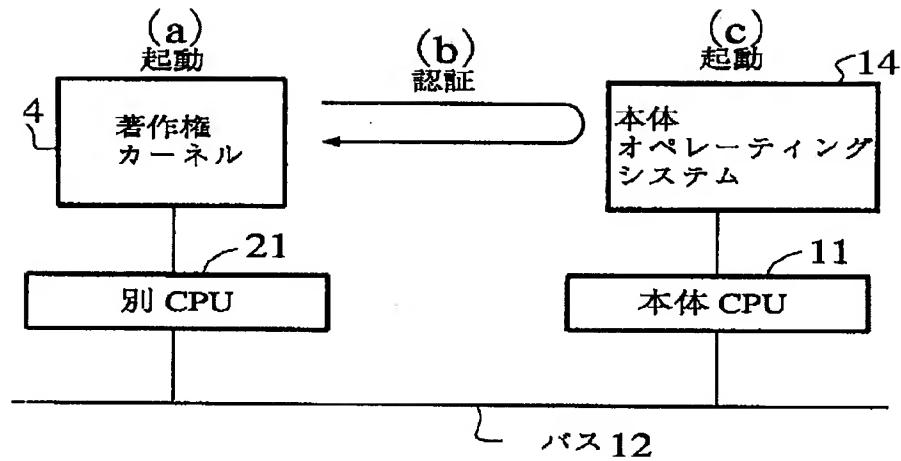 (a)
起動
(b)
認証
(c)
起動
14
4
著作権
カーネル
本体
オペレーティング
システム
21
別 CPU
11
本体 CPU
バス 12